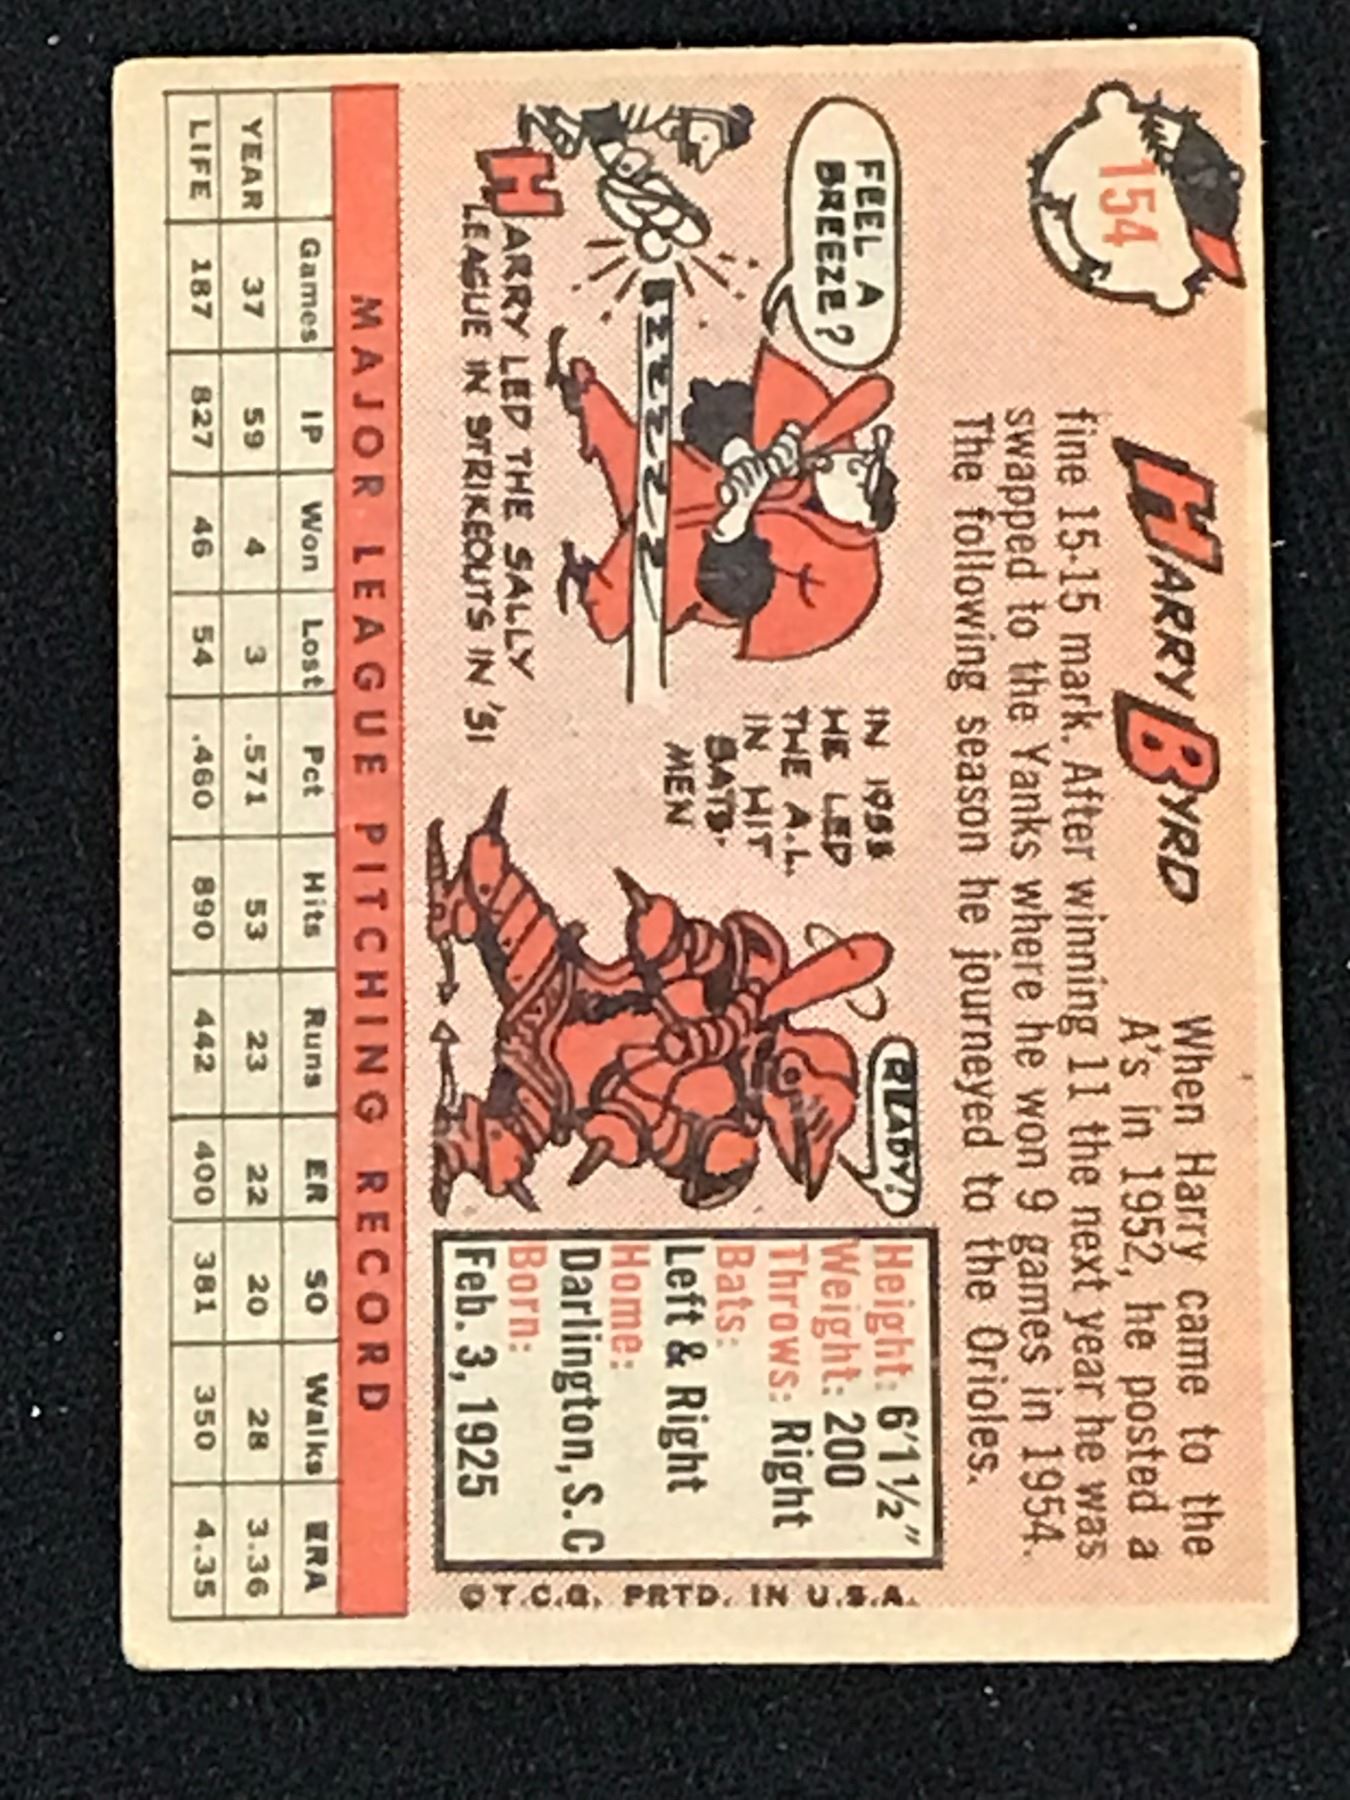 154
HARRY BYRD
When Harry came to the
A's in 1952, he posted a
fine 15-15 mark. After winning 11 the next year he was
swapped to the Yanks where he won 9 games in 1954.
The following season he journeyed to the Orioles.
FEEL A
BREEZE?
HARRY LED THE SALLY
LEAGUE IN STRIKEOUTS IN '51
IN 1953
HE LED
THE A.L.
IN HIT
BATS-
MEN
READY!
Height: 6'1½"
Weight: 200
Throws: Right
Bats:
Left & Right
Home:
Darlington, S.C
Born:
Feb. 3, 1925
© T.C.G. PRTD. IN U.S.A.
MAJOR LEAGUE PITCHING RECORD
Games IP Won Lost Pct Hits Runs ER SO Walks ERA
YEAR 37 59 4 3 .571 53 23 22 20 28 3.36
LIFE 187 827 46 54 .460 890 442 400 381 350 4.35